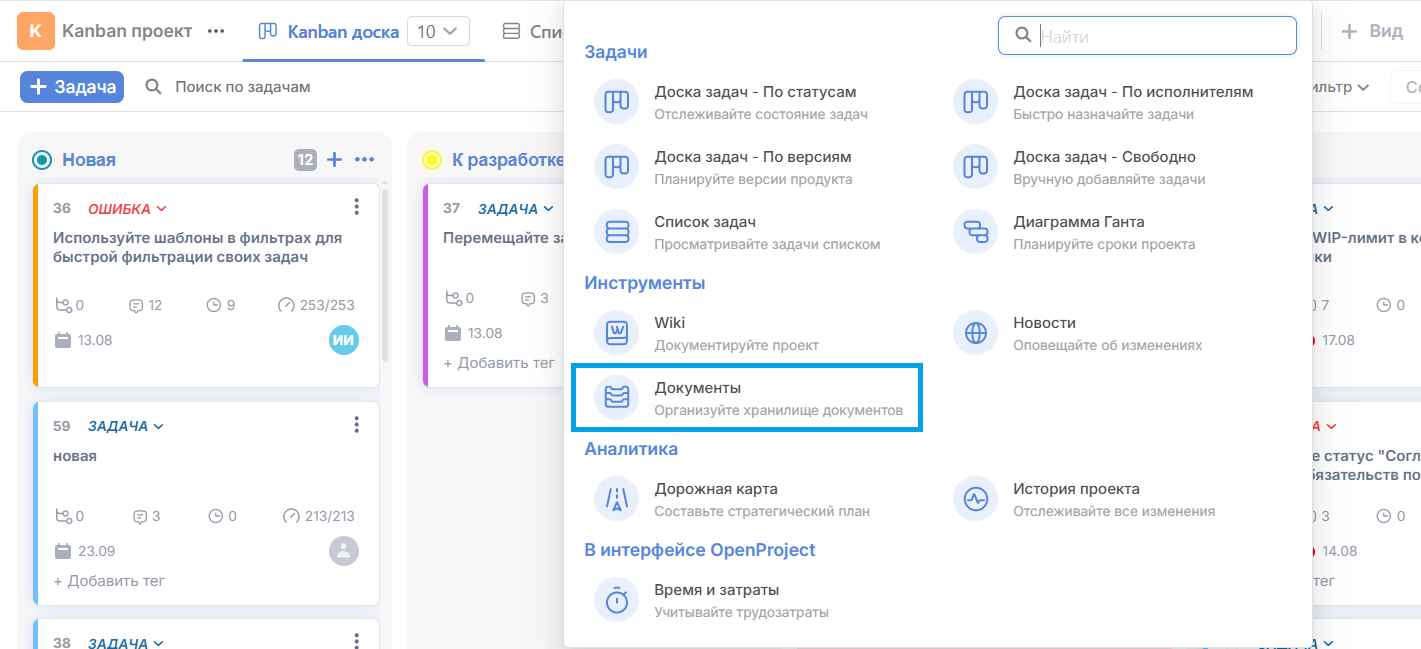 K Kanban проект ••• Kanban доска 10 Вид
Найти
+ Задача Поиск по задачам
Новая 12 + •••
36 ОШИБКА
Используйте шаблоны в фильтрах для
быстрой фильтрации своих задач
0 12 9 253/253
13.08 ИИ
59 ЗАДАЧА
новая
0 3 0 213/213
23.09
+ Добавить тег
38 ЗАДАЧА
К разработке
37 ЗАДАЧА
Перемещайте
0 3
13.08
+ Добавить тег
Задачи
Доска задач - По статусам
Отслеживайте состояние задач
Доска задач - По исполнителям
Быстро назначайте задачи
Доска задач - По версиям
Планируйте версии продукта
Доска задач - Свободно
Вручную добавляйте задачи
Список задач
Просматривайте задачи списком
Диаграмма Ганта
Планируйте сроки проекта
Инструменты
Wiki
Документируйте проект
Новости
Оповещайте об изменениях
Документы
Организуйте хранилище документов
Аналитика
Дорожная карта
Составьте стратегический план
История проекта
Отслеживайте все изменения
В интерфейсе OpenProject
Время и затраты
Учитывайте трудозатраты
WIP-лимит в
7 0
17.08
е статус "Согл
3 0
14.08
тег